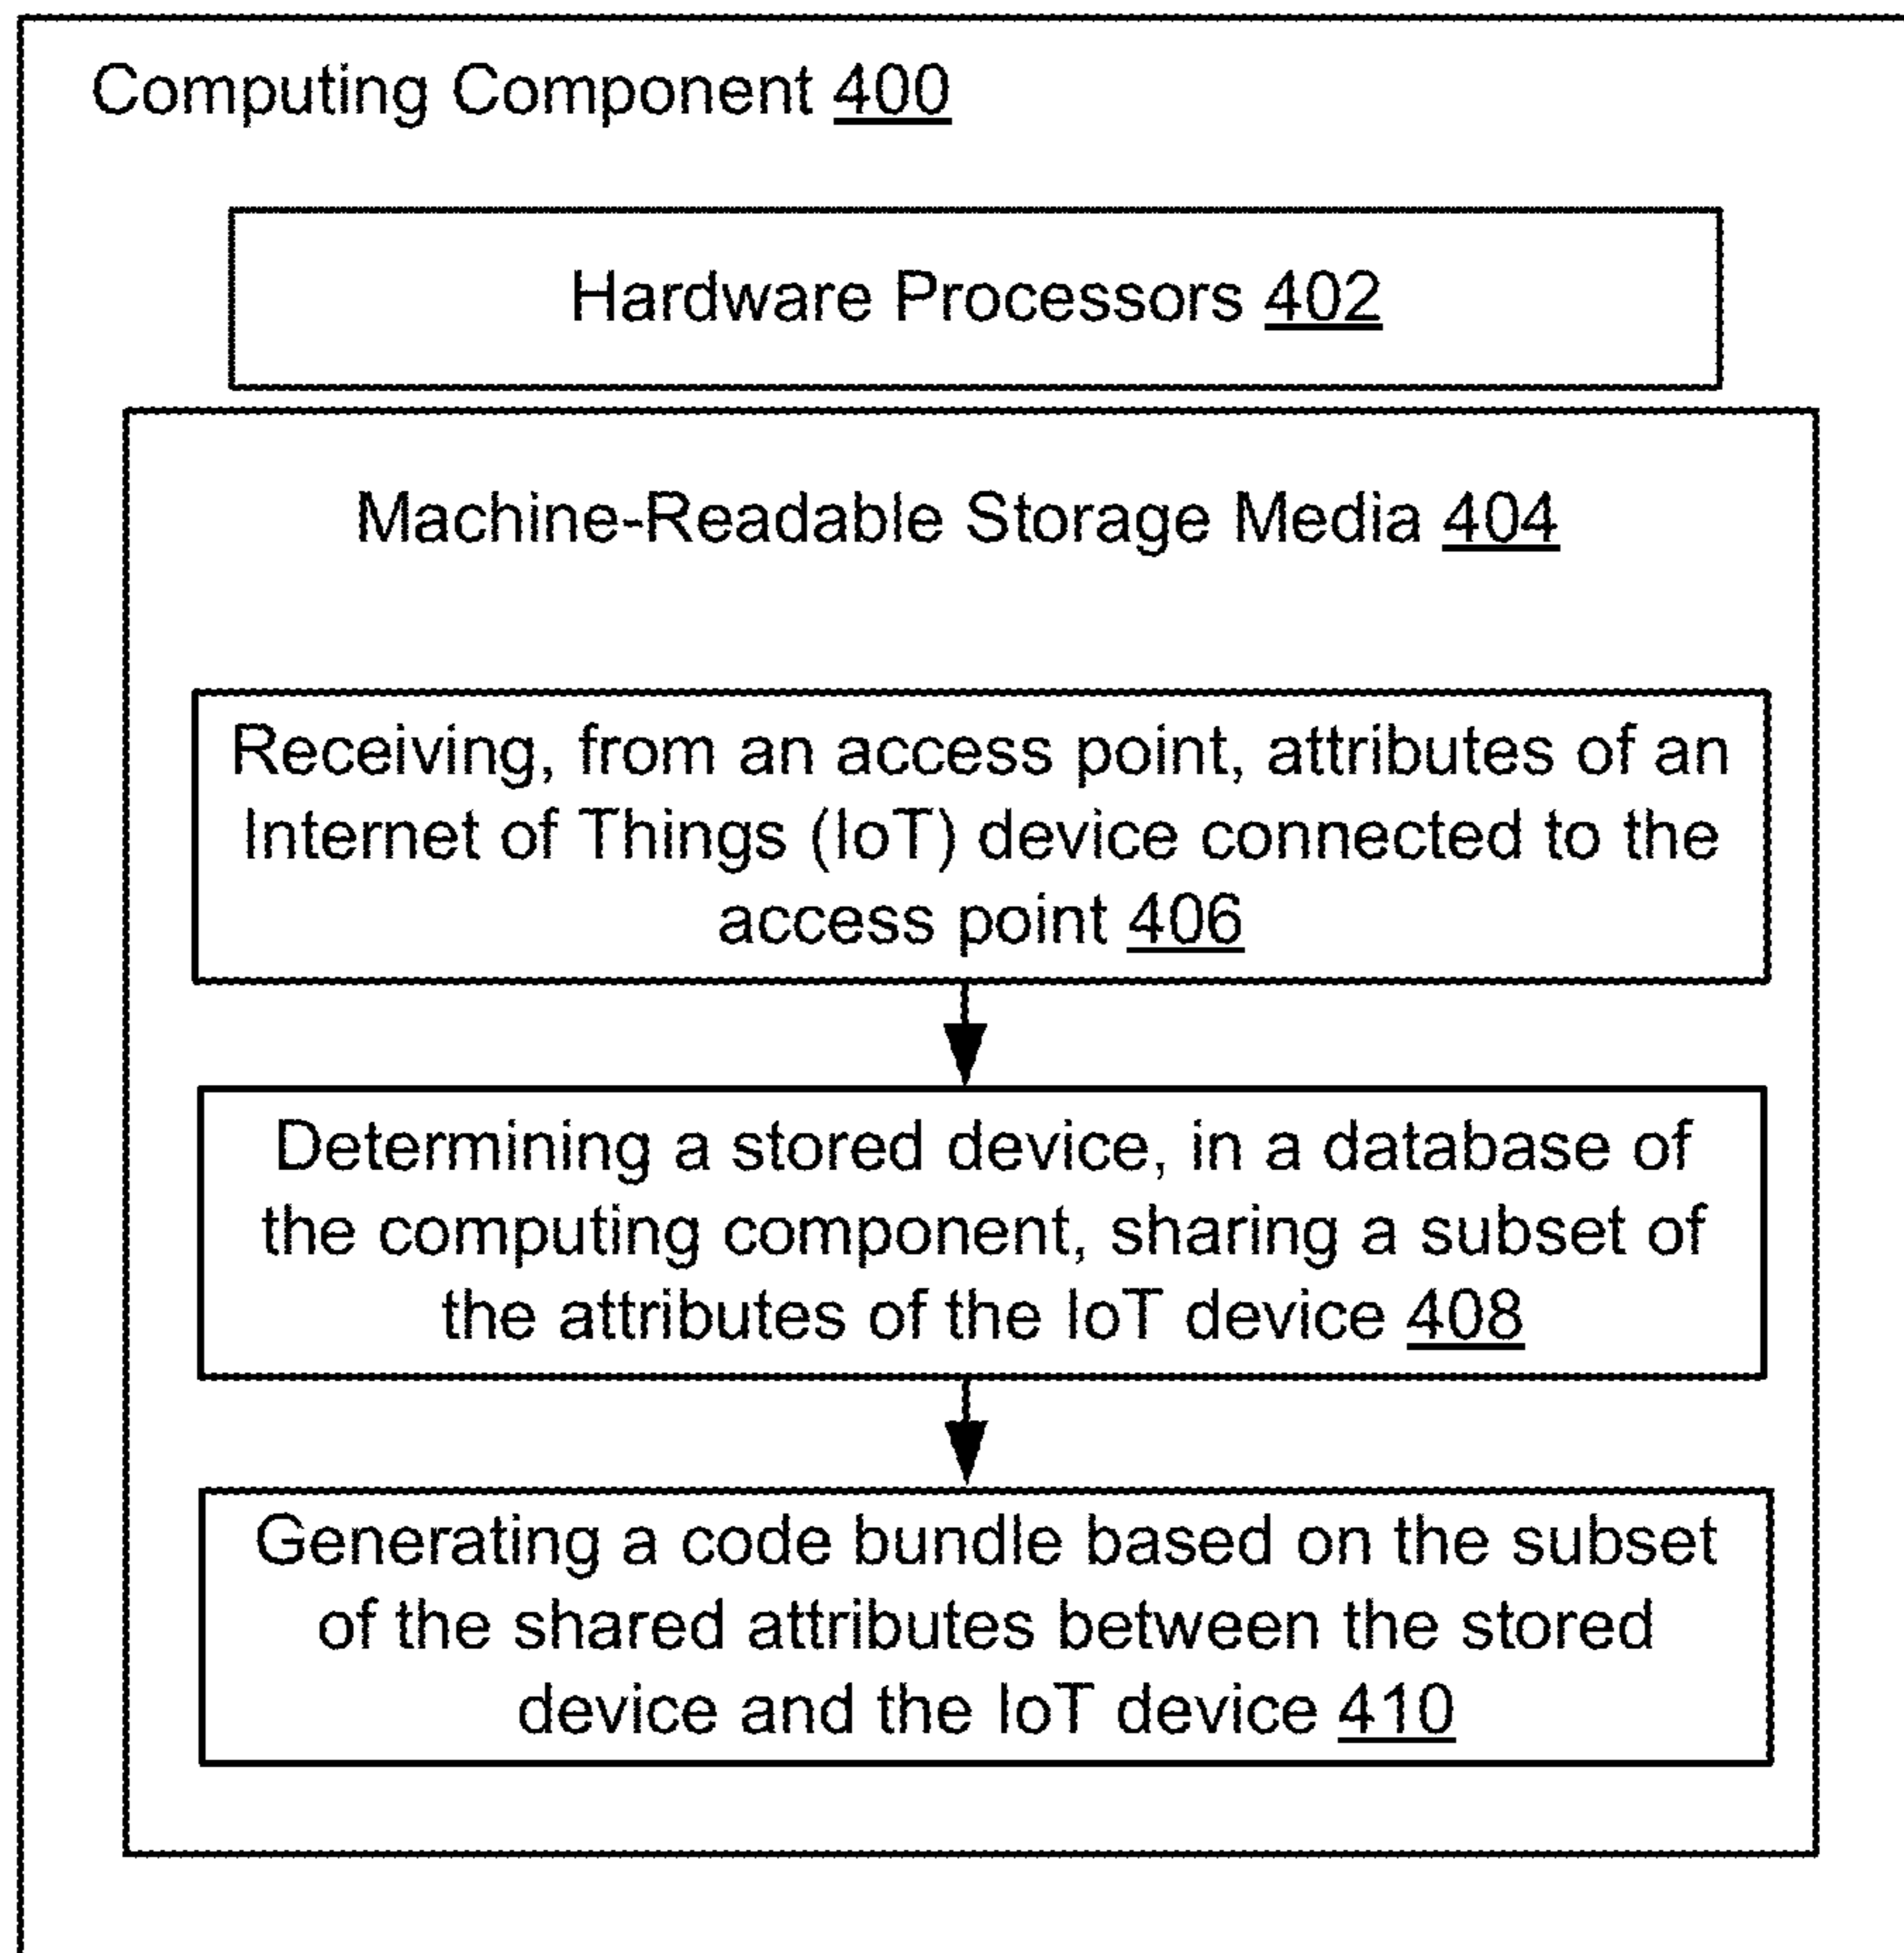 Computing Component 400
Hardware Processors 402
Machine-Readable Storage Media 404
Receiving, from an access point, attributes of an
Internet of Things (IoT) device connected to the
access point 406
Determining a stored device, in a database of
the computing component, sharing a subset of
the attributes of the IoT device 408
Generating a code bundle based on the subset
of the shared attributes between the stored
device and the IoT device 410